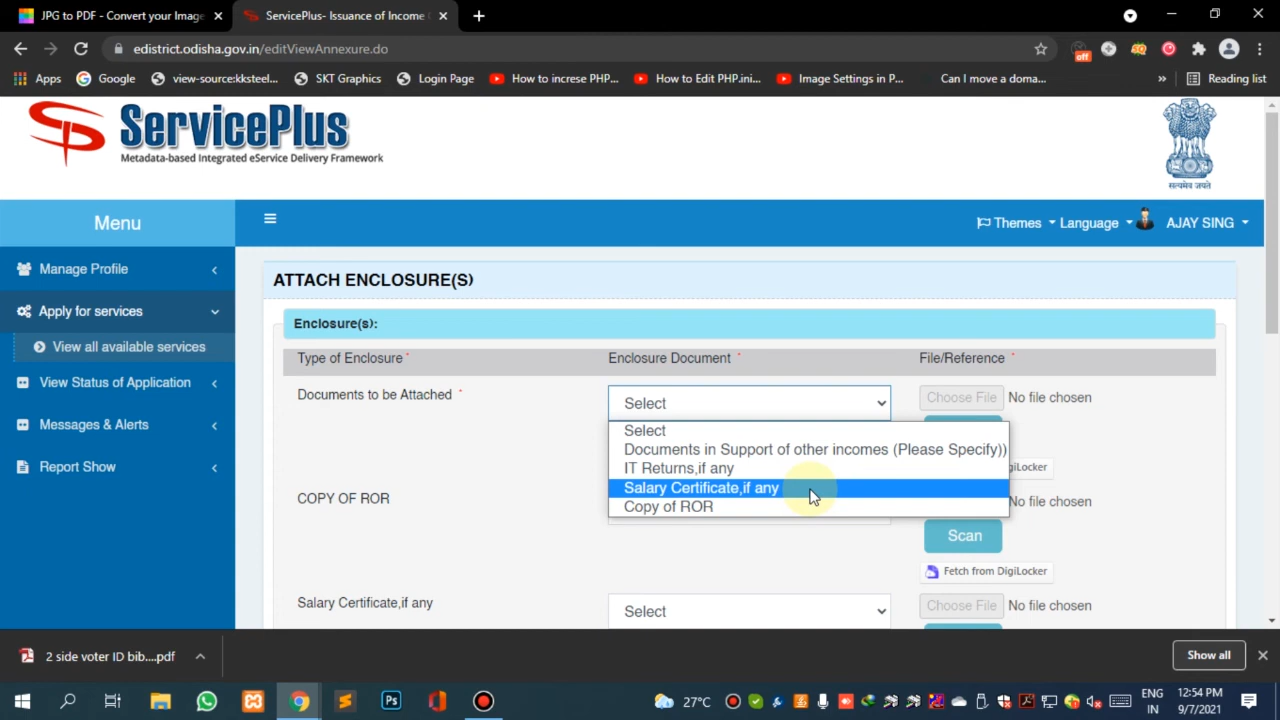 JPG to PDF - Convert your Image
ServicePlus- Issuance of Income
edistrict.odisha.gov.in/editViewAnnexure.do
off
Apps
Google
view-source:kksteel...
SKT Graphics
Login Page
How to increse PHP...
How to Edit PHP.ini...
Image Settings in P...
Can I move a doma...
»
Reading list
ServicePlus
Metadata-based Integrated eService Delivery Framework
सत्यमेव जयते
Menu
Themes
Language
AJAY SING
Manage Profile
Apply for services
View all available services
View Status of Application
Messages & Alerts
Report Show
ATTACH ENCLOSURE(S)
Enclosure(s):
Type of Enclosure *
Enclosure Document *
File/Reference *
Documents to be Attached *
Select
Choose File No file chosen
Select
Documents in Support of other incomes (Please Specify))
IT Returns,if any
Salary Certificate,if any
Copy of ROR
giLocker
COPY OF ROR
No file chosen
Scan
Fetch from DigiLocker
Salary Certificate,if any
Select
Choose File No file chosen
2 side voter ID bib....pdf
Show all
Ps
27°C
ENG
IN
12:54 PM
9/7/2021